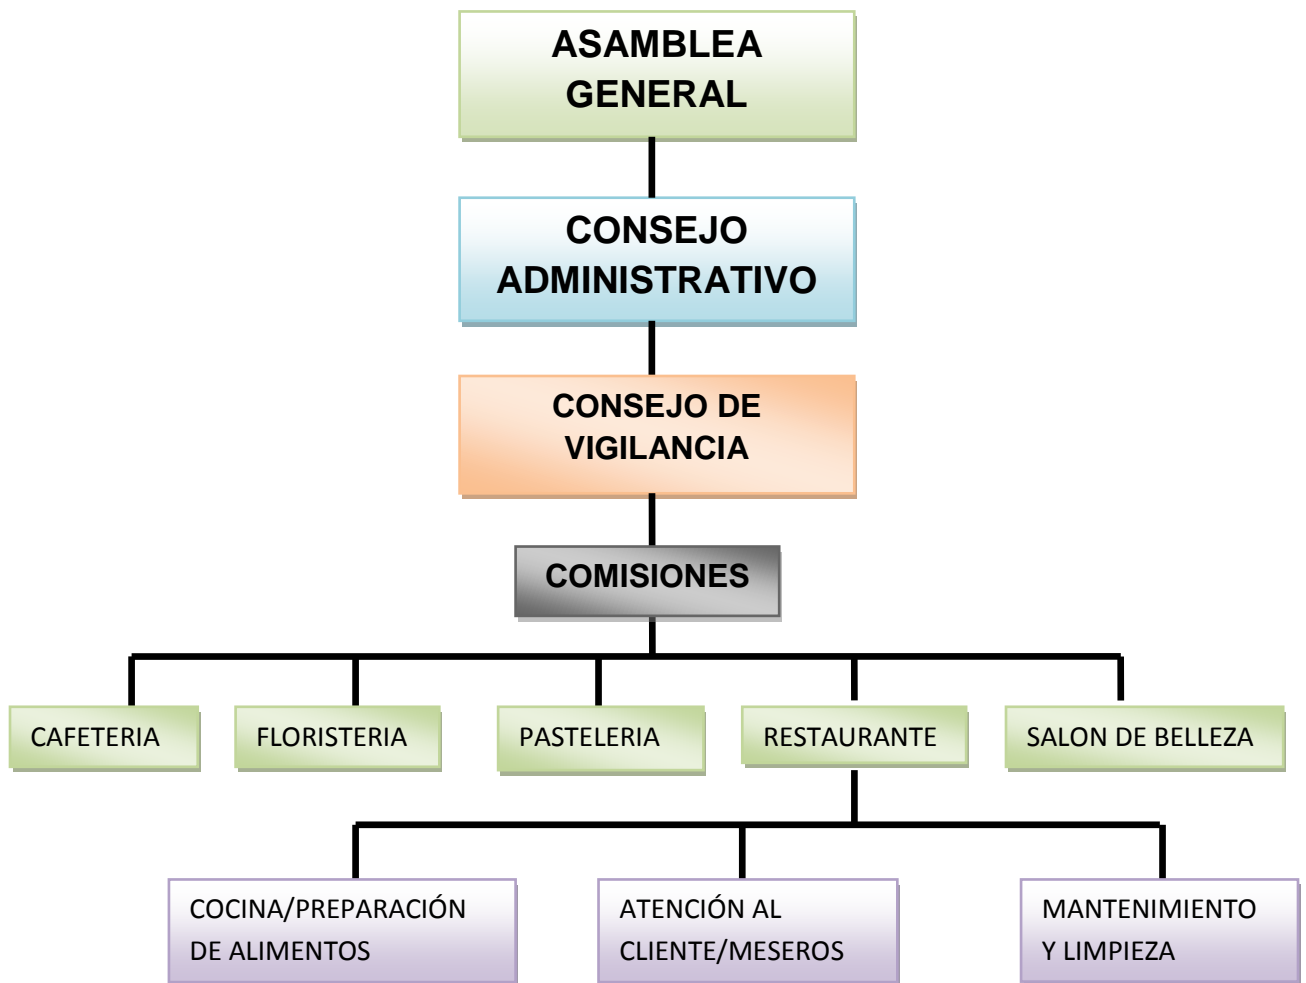 ASAMBLEA
GENERAL
CONSEJO
ADMINISTRATIVO
CONSEJO DE
VIGILANCIA
COMISIONES
CAFETERIA
FLORISTERIA
PASTELERIA
RESTAURANTE
SALON DE BELLEZA
COCINA/PREPARACIÓN
DE ALIMENTOS
ATENCIÓN AL
CLIENTE/MESEROS
MANTENIMIENTO
Y LIMPIEZA